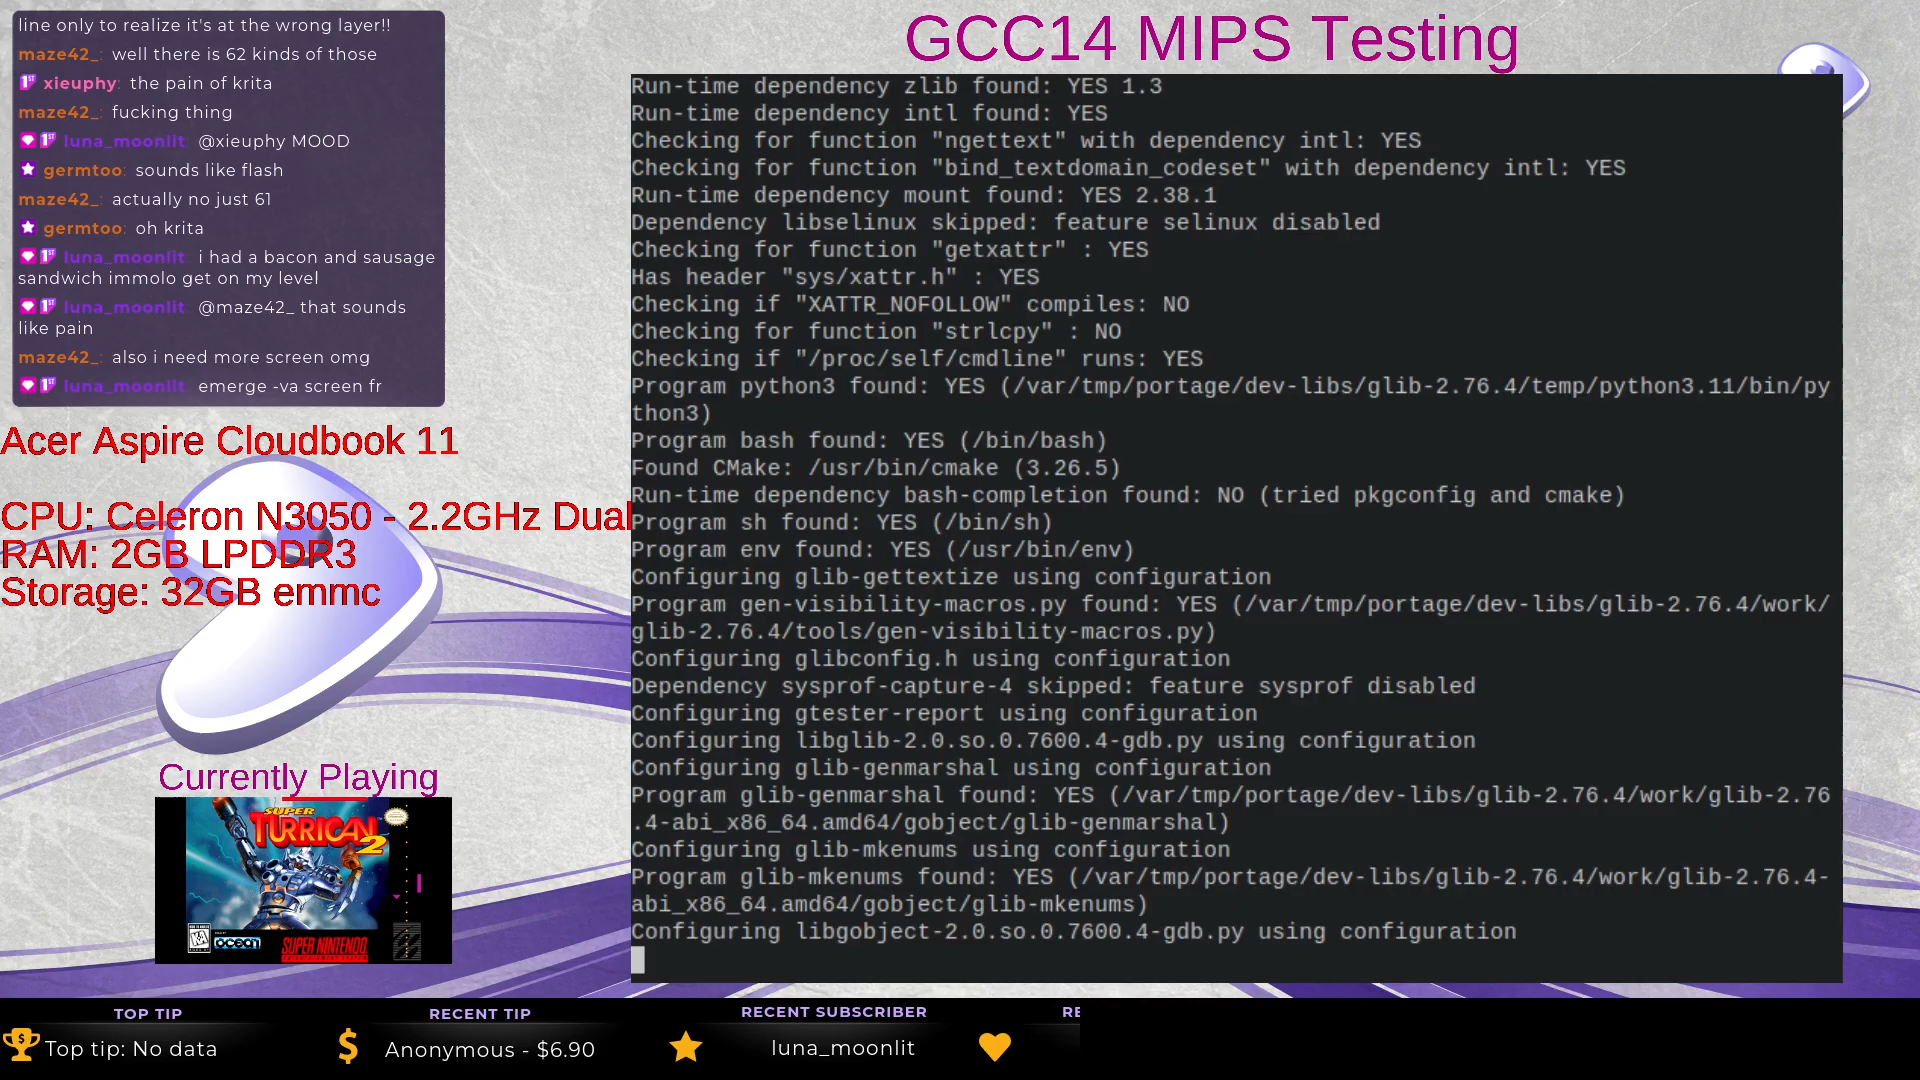 line only to realize it's at the wrong layer!!
maze42_: well there is 62 kinds of those
xieuphy: the pain of krita
maze42_: fucking thing
luna_moonlit: @xieuphy MOOD
germtoo: sounds like flash
maze42_: actually no just 61
germtoo: oh krita
luna_moonlit: i had a bacon and sausage
sandwich immolo get on my level
luna_moonlit: @maze42_ that sounds
like pain
maze42_: also i need more screen omg
luna_moonlit: emerge -va screen fr
Acer Aspire Cloudbook 11
CPU: Celeron N3050 - 2.2GHz Dual
RAM: 2GB LPDDR3
Storage: 32GB emmc
Currently Playing
SUPER
TURRICAN
2
KA
ocean
SUPER NINTENDO
GCC14 MIPS Testing
Run-time dependency zlib found: YES 1.3
Run-time dependency intl found: YES
Checking for function "ngettext" with dependency intl: YES
Checking for function "bind_textdomain_codeset" with dependency intl: YES
Run-time dependency mount found: YES 2.38.1
Dependency libselinux skipped: feature selinux disabled
Checking for function "getxattr" : YES
Has header "sys/xattr.h" : YES
Checking if "XATTR_NOFOLLOW" compiles: NO
Checking for function "strlcpy" : NO
Checking if "/proc/self/cmdline" runs: YES
Program python3 found: YES (/var/tmp/portage/dev-libs/glib-2.76.4/temp/python3.11/bin/py
thon3)
Program bash found: YES (/bin/bash)
Found CMake: /usr/bin/cmake (3.26.5)
Run-time dependency bash-completion found: NO (tried pkgconfig and cmake)
Program sh found: YES (/bin/sh)
Program env found: YES (/usr/bin/env)
Configuring glib-gettextize using configuration
Program gen-visibility-macros.py found: YES (/var/tmp/portage/dev-libs/glib-2.76.4/work/
glib-2.76.4/tools/gen-visibility-macros.py)
Configuring glibconfig.h using configuration
Dependency sysprof-capture-4 skipped: feature sysprof disabled
Configuring gtester-report using configuration
Configuring libglib-2.0.so.0.7600.4-gdb.py using configuration
Configuring glib-genmarshal using configuration
Program glib-genmarshal found: YES (/var/tmp/portage/dev-libs/glib-2.76.4/work/glib-2.76
.4-abi_x86_64.amd64/gobject/glib-genmarshal)
Configuring glib-mkenums using configuration
Program glib-mkenums found: YES (/var/tmp/portage/dev-libs/glib-2.76.4/work/glib-2.76.4-
abi_x86_64.amd64/gobject/glib-mkenums)
Configuring libgobject-2.0.so.0.7600.4-gdb.py using configuration
TOP TIP
Top tip: No data
RECENT TIP
Anonymous - $6.90
RECENT SUBSCRIBER
luna_moonlit
RE